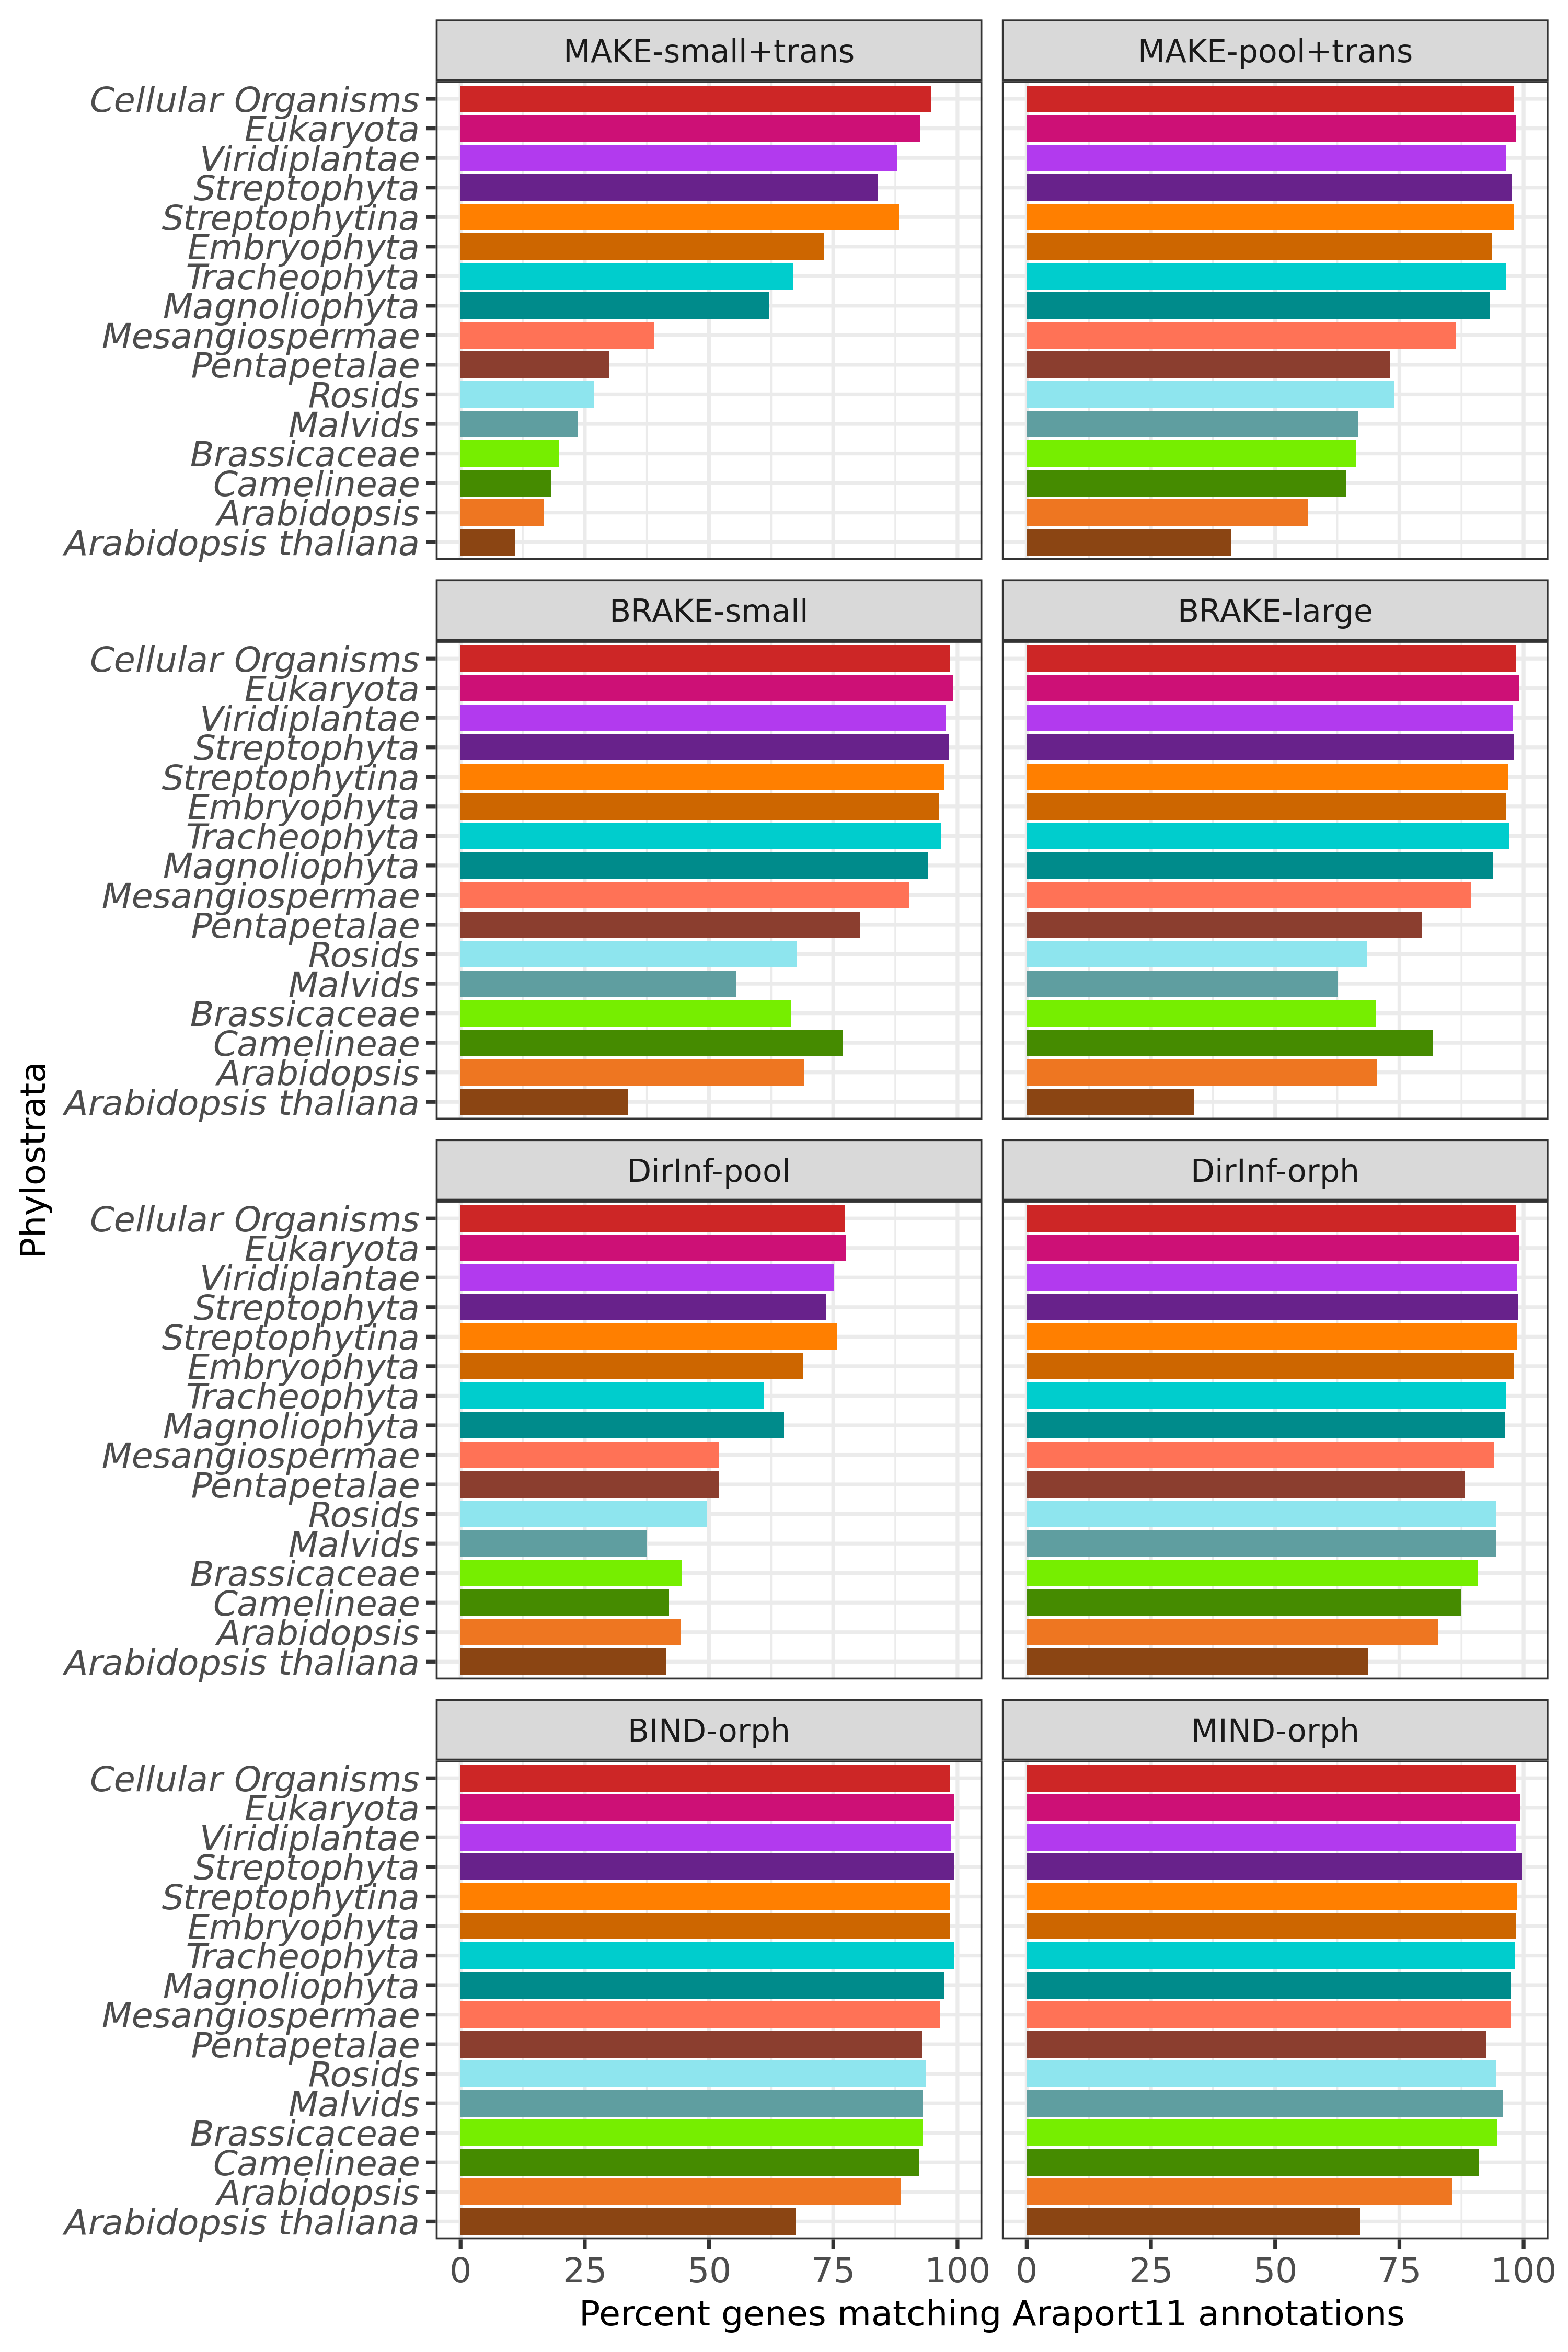 MAKE-small+trans
MAKE-pool+trans
Cellular Organisms
Eukaryota
Viridiplantae
Streptophyta
Streptophytina
Embryophyta
Tracheophyta
Magnoliophyta
Mesangiospermae
Pentapetalae
Rosids
Malvids
Brassicaceae
Camelineae
Arabidopsis
Arabidopsis thaliana
BRAKE-small
BRAKE-large
Cellular Organisms
Eukaryota
Viridiplantae
Streptophyta
Streptophytina
Embryophyta
Tracheophyta
Magnoliophyta
Mesangiospermae
Pentapetalae
Rosids
Malvids
Brassicaceae
Camelineae
Arabidopsis
Arabidopsis thaliana
Phylostrata
DirInf-pool
DirInf-orph
Cellular Organisms
Eukaryota
Viridiplantae
Streptophyta
Streptophytina
Embryophyta
Tracheophyta
Magnoliophyta
Mesangiospermae
Pentapetalae
Rosids
Malvids
Brassicaceae
Camelineae
Arabidopsis
Arabidopsis thaliana
BIND-orph
MIND-orph
Cellular Organisms
Eukaryota
Viridiplantae
Streptophyta
Streptophytina
Embryophyta
Tracheophyta
Magnoliophyta
Mesangiospermae
Pentapetalae
Rosids
Malvids
Brassicaceae
Camelineae
Arabidopsis
Arabidopsis thaliana
0 25 50 75 100 0 25 50 75 100
Percent genes matching Araport11 annotations